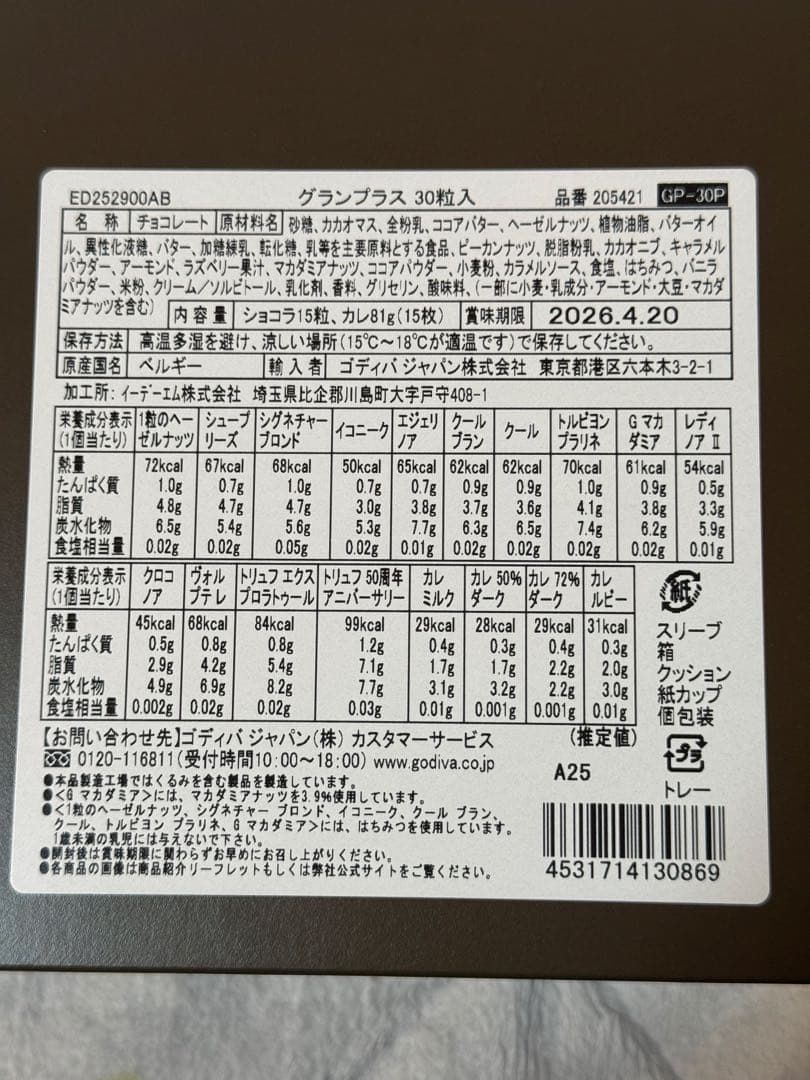 ED252900AB グランプラス 30粒入 品番 205421 GP-30P
名称 チョコレート 原材料名 砂糖、カカオマス、全粉乳、ココアバター、ヘーゼルナッツ、植物油脂、バターオイ
ル、異性化液糖、バター、加糖練乳、転化糖、乳等を主要原料とする食品、ピーカンナッツ、脱脂粉乳、カカオニブ、キャラメル
パウダー、アーモンド、ラズベリー果汁、マカダミアナッツ、ココアパウダー、小麦粉、カラメルソース、食塩、はちみつ、バニラ
パウダー、米粉、クリーム／ソルビトール、乳化剤、香料、グリセリン、酸味料、(一部に小麦・乳成分・アーモンド・大豆・マカダ
ミアナッツを含む) 内容量 ショコラ15粒、カレ81g(15枚) 賞味期限 2026.4.20
保存方法 高温多湿を避け、涼しい場所(15℃〜18℃が適温です)で保存してください。
原産国名 ベルギー 輸入者 ゴディバ ジャパン株式会社 東京都港区六本木3-2-1
加工所: イーデーエム株式会社 埼玉県比企郡川島町大字戸守408-1
栄養成分表示 (1個当たり) 1粒のヘーゼルナッツ シュープリーズ シグネチャー ブロンド イコニーク エジェリ ノア クール ブラン クール トルビヨン プラリネ G マカダミア レディ ノア Ⅱ
熱量 72kcal 67kcal 68kcal 50kcal 65kcal 62kcal 62kcal 70kcal 61kcal 54kcal
たんぱく質 1.0g 0.7g 1.0g 0.7g 0.7g 0.9g 0.9g 1.0g 0.9g 0.5g
脂質 4.8g 4.7g 4.7g 3.0g 3.8g 3.7g 3.6g 4.1g 3.8g 3.3g
炭水化物 6.5g 5.4g 5.6g 5.3g 7.7g 6.3g 6.5g 7.4g 6.2g 5.9g
食塩相当量 0.02g 0.02g 0.05g 0.02g 0.01g 0.02g 0.02g 0.02g 0.02g 0.01g
栄養成分表示 (1個当たり) クロコ ノア ヴォルプテ レ トリュフ エクスプロラトゥール トリュフ 50周年 アニバーサリー カレ ミルク カレ 50% ダーク カレ 72% ダーク カレ ルビー
熱量 45kcal 68kcal 84kcal 99kcal 29kcal 28kcal 29kcal 31kcal
たんぱく質 0.5g 0.8g 0.8g 1.2g 0.4g 0.3g 0.4g 0.3g
脂質 2.9g 4.2g 5.4g 7.1g 1.7g 1.7g 2.2g 2.0g
炭水化物 4.9g 6.9g 8.2g 7.7g 3.1g 3.2g 2.2g 3.0g
食塩相当量 0.002g 0.02g 0.02g 0.03g 0.01g 0.001g 0.001g 0.01g
(推定値)
紙
スリーブ
箱
クッション
紙カップ
個包装
プラ
トレー
【お問い合わせ先】ゴディバ ジャパン(株) カスタマーサービス
0120-116811(受付時間10:00〜18:00) www.godiva.co.jp
A25
●本品製造工場ではくるみを含む製品を製造しています。
●<G マカダミア>には、マカダミアナッツを3.9%使用しています。
●<1粒のヘーゼルナッツ、シグネチャー ブロンド、イコニーク、クール ブラン、
クール、トルビヨン プラリネ、G マカダミア>には、はちみつを使用しています。
1歳未満の乳児には与えないで下さい。
●開封後は賞味期限に関わらずお早めにお召し上がりください。
●各商品の画像は商品紹介リーフレットもしくは弊社公式サイトをご覧ください。
4531714130869